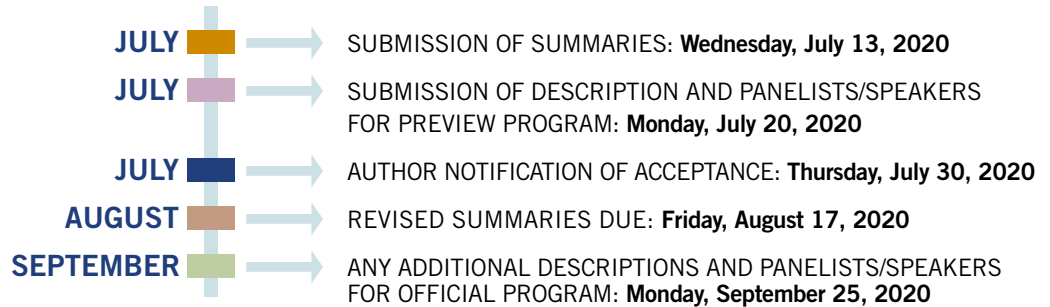 JULY SUBMISSION OF SUMMARIES: Wednesday, July 13, 2020
JULY SUBMISSION OF DESCRIPTION AND PANELISTS/SPEAKERS
FOR PREVIEW PROGRAM: Monday, July 20, 2020
JULY AUTHOR NOTIFICATION OF ACCEPTANCE: Thursday, July 30, 2020
AUGUST REVISED SUMMARIES DUE: Friday, August 17, 2020
SEPTEMBER ANY ADDITIONAL DESCRIPTIONS AND PANELISTS/SPEAKERS
FOR OFFICIAL PROGRAM: Monday, September 25, 2020